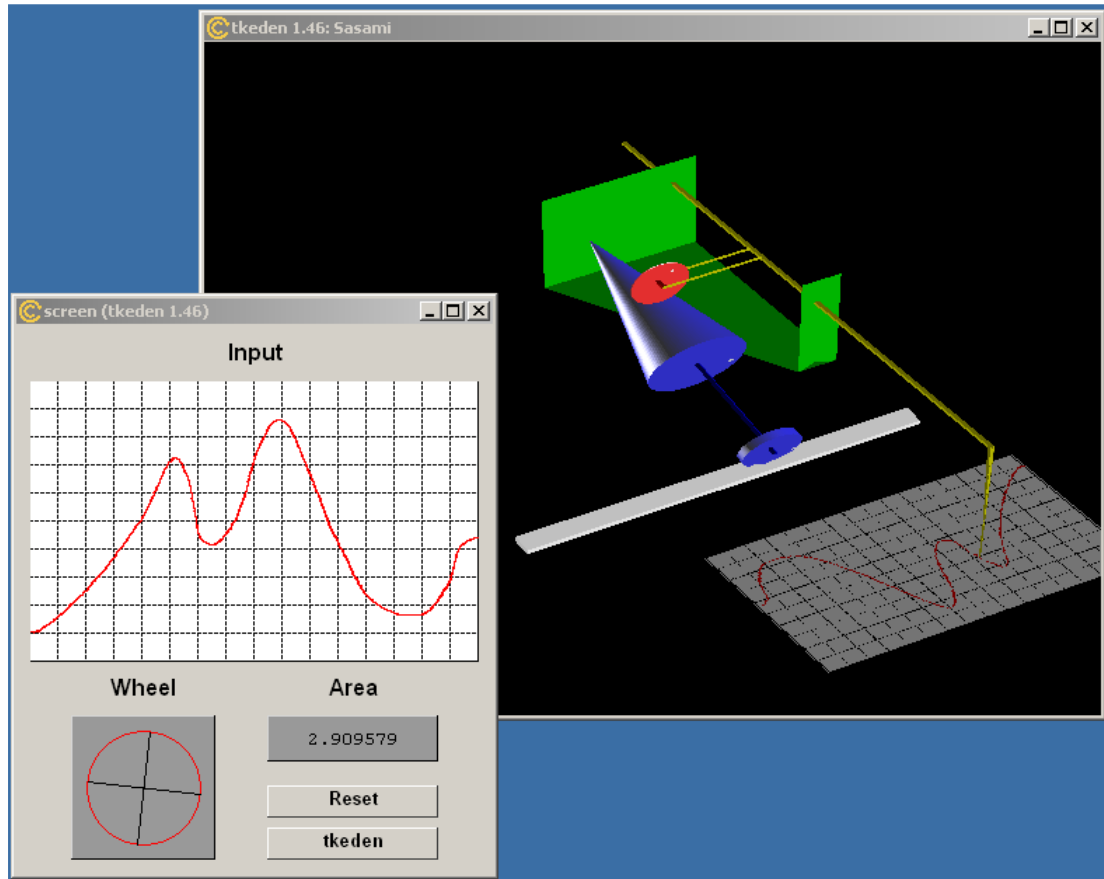 tkeden 1.46: Sasami
screen (tkeden 1.46)
Input
Wheel
Area
2.909579
Reset
tkeden